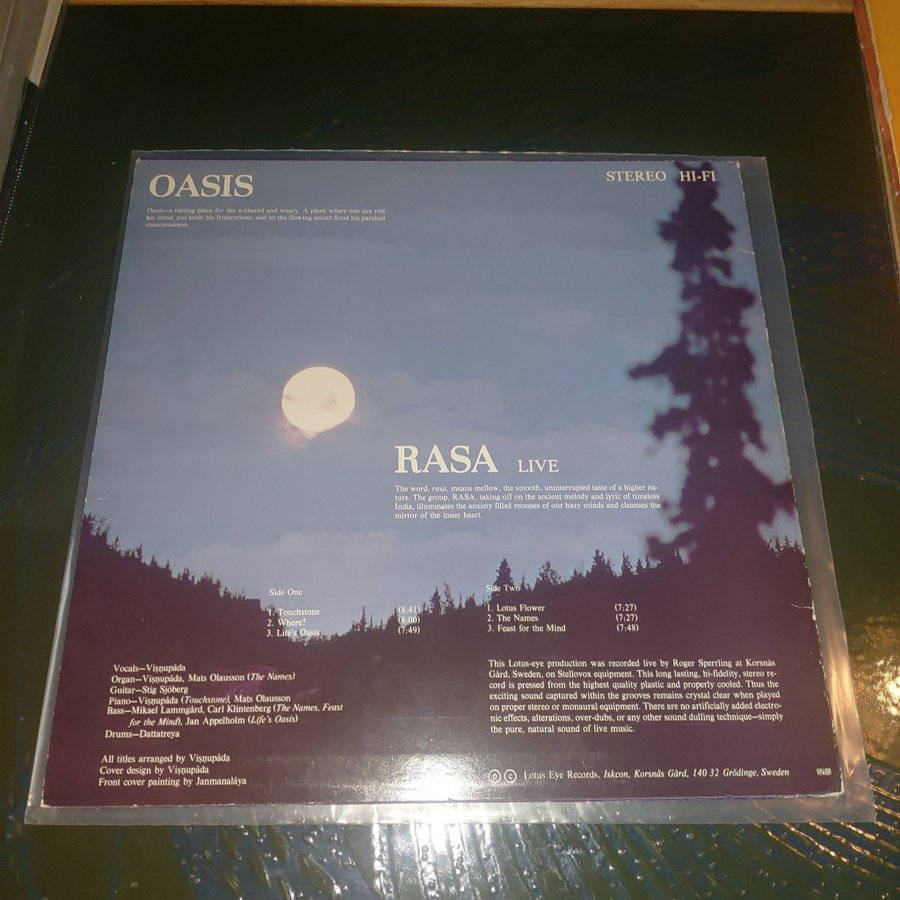 OASIS
STEREO HI-FI
Oasis—a resting place for the withered and weary. A place where one can rest
his mind, put aside his frustrations, and let the flowing sound flood his parched
consciousness.
RASA LIVE
The word, rasa, means mellow, the smooth, uninterrupted taste of a higher na-
ture. The group, RASA, taking off on the ancient melody and lyric of timeless
India, illuminates the anxiety filled recesses of our hazy minds and cleanses the
mirror of the inner heart.
Side One
1. Touchstone (8:41)
2. Where? (8:00)
3. Life's Oasis (7:49)
Side Two
1. Lotus Flower (7:27)
2. The Names (7:27)
3. Feast for the Mind (7:48)
Vocals—Viṣṇupāda
Organ—Viṣṇupāda, Mats Olausson (The Names)
Guitar—Stig Sjöberg
Piano—Viṣṇupāda (Touchstone), Mats Olausson
Bass—Mikael Lammgård, Carl Klintenberg (The Names, Feast
for the Mind), Jan Appelholm (Life's Oasis)
Drums—Dattatreya
All titles arranged by Viṣṇupāda
Cover design by Viṣṇupāda
Front cover painting by Janmanalāya
This Lotus-eye production was recorded live by Roger Sperrling at Korsnäs
Gård, Sweden, on Stellovox equipment. This long lasting, hi-fidelity, stereo re-
cord is pressed from the highest quality plastic and properly cooled. Thus the
exciting sound captured within the grooves remains crystal clear when played
on proper stereo or monaural equipment. There are no artificially added electro-
nic effects, alterations, over-dubs, or any other sound dulling technique—simply
the pure, natural sound of live music.
Ⓟ Ⓒ Lotus Eye Records, Iskcon, Korsnäs Gård, 140 32 Grödinge, Sweden